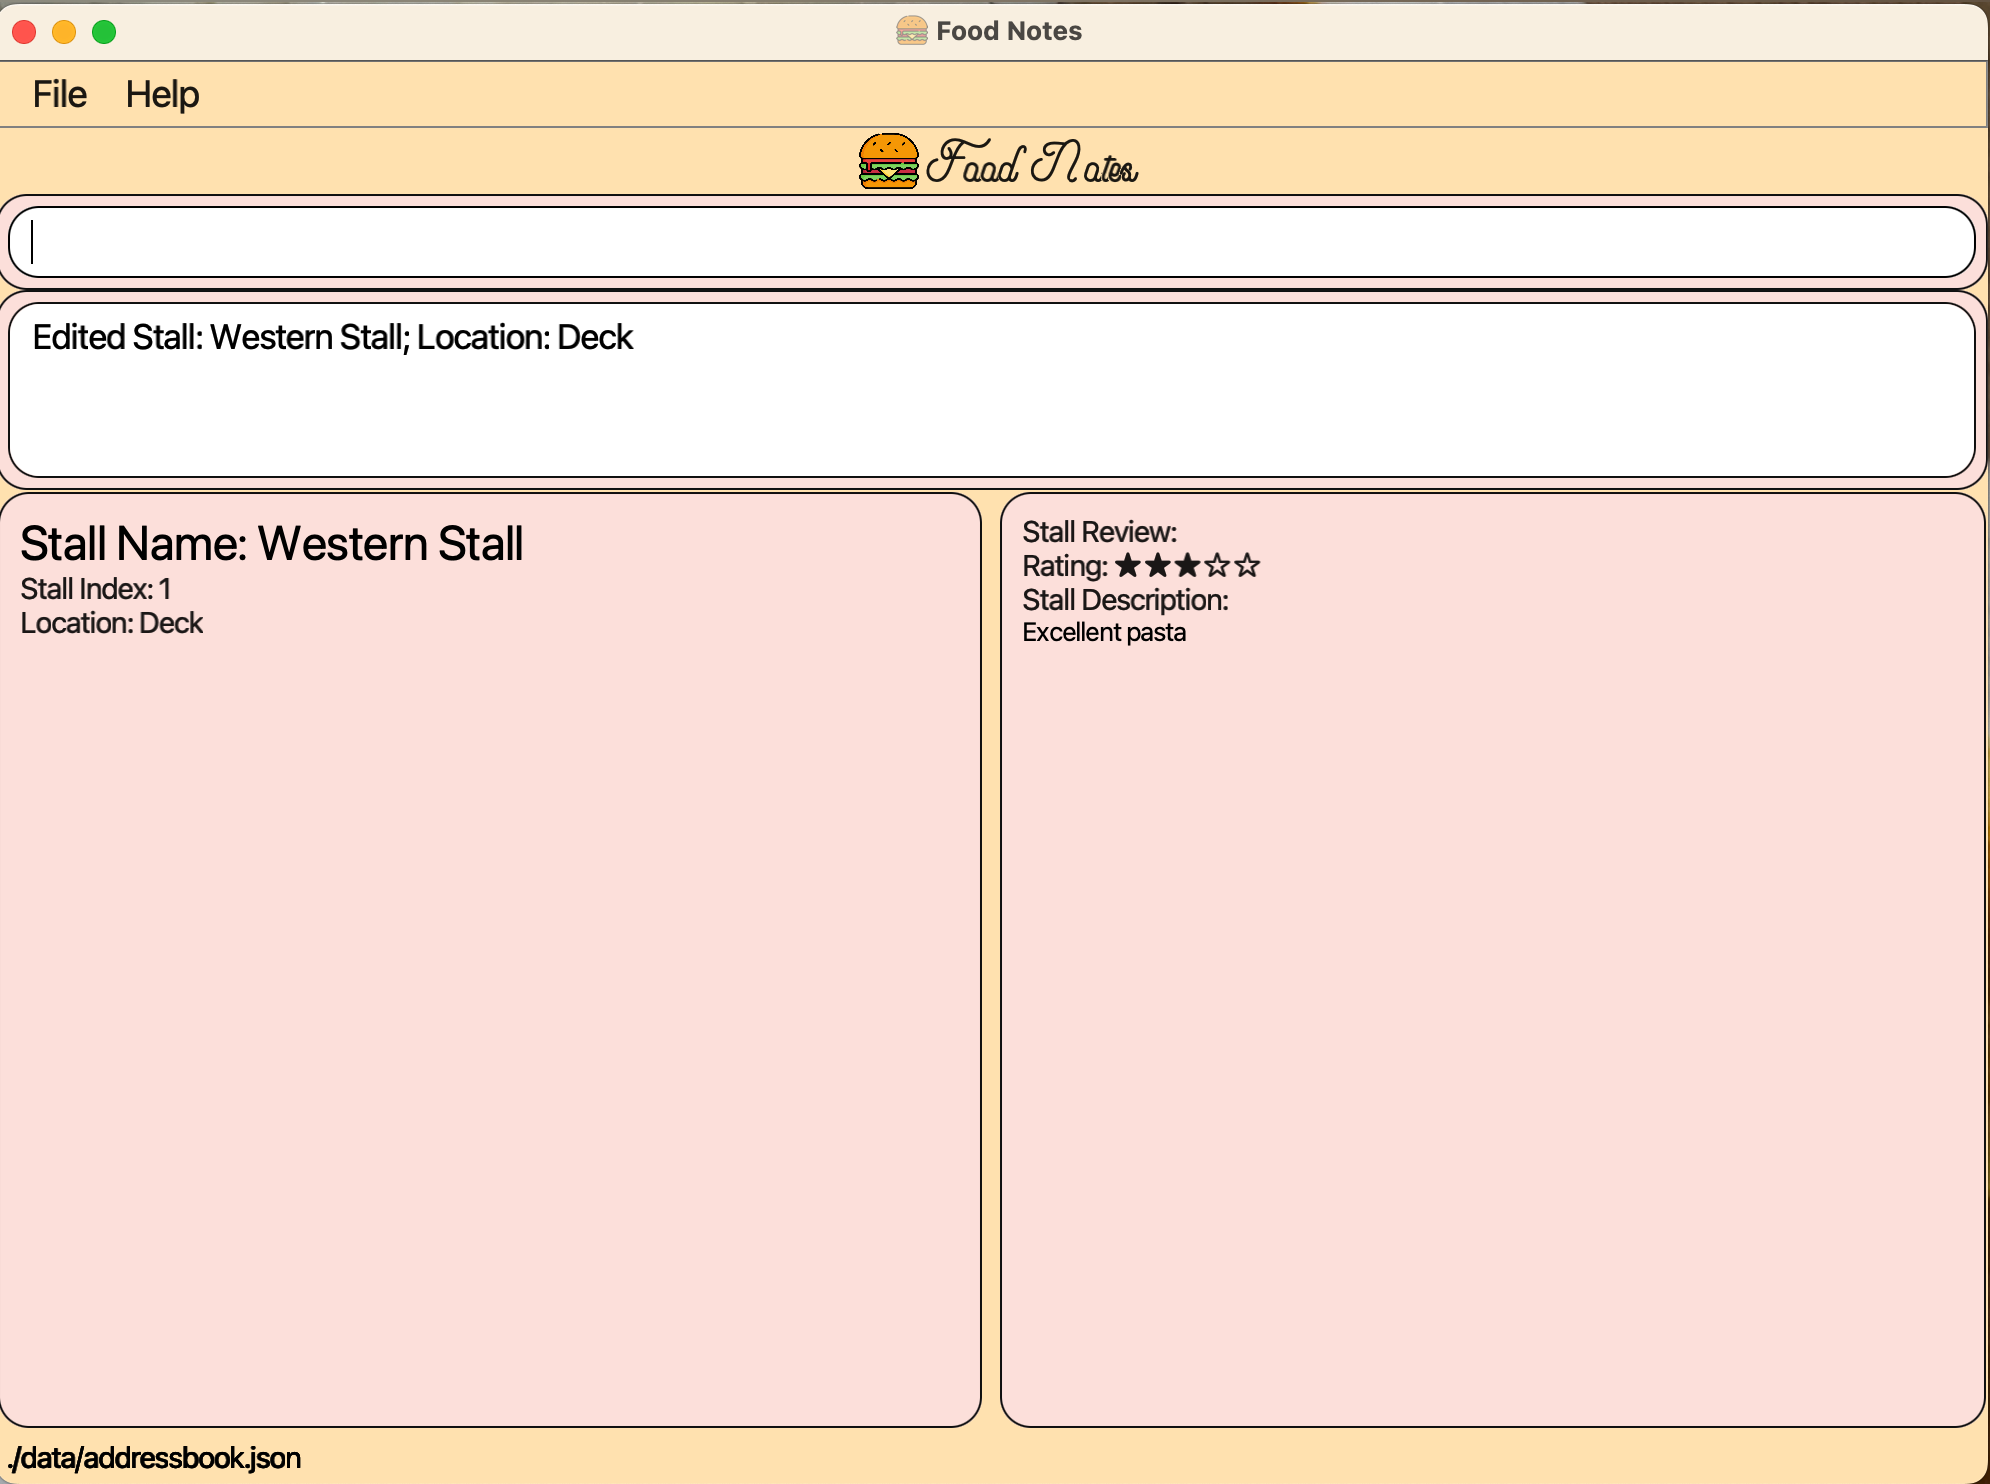 Food Notes
File Help
Food Notes
Edited Stall: Western Stall; Location: Deck
Stall Name: Western Stall
Stall Index: 1
Location: Deck
Stall Review:
Rating: ★★★☆☆
Stall Description:
Excellent pasta
./data/addressbook.json